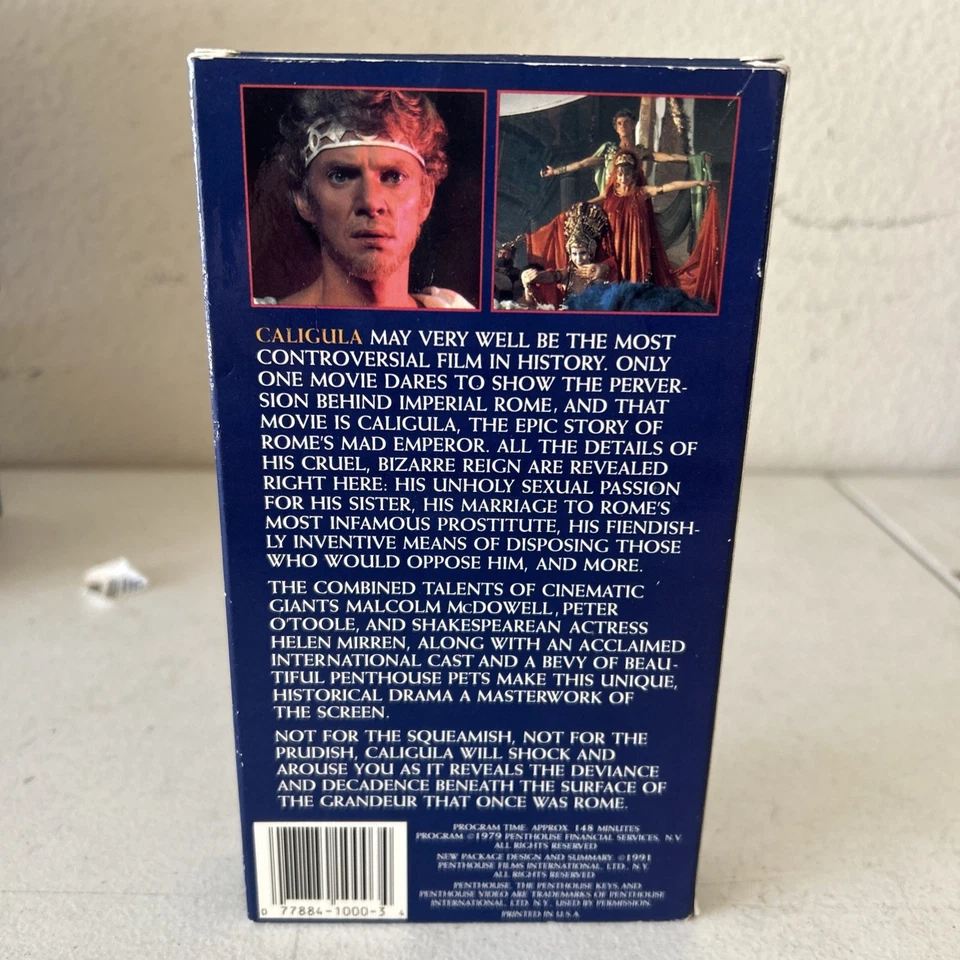 CALIGULA MAY VERY WELL BE THE MOST
CONTROVERSIAL FILM IN HISTORY. ONLY
ONE MOVIE DARES TO SHOW THE PERVER-
SION BEHIND IMPERIAL ROME, AND THAT
MOVIE IS CALIGULA, THE EPIC STORY OF
ROME'S MAD EMPEROR. ALL THE DETAILS OF
HIS CRUEL, BIZARRE REIGN ARE REVEALED
RIGHT HERE: HIS UNHOLY SEXUAL PASSION
FOR HIS SISTER, HIS MARRIAGE TO ROME'S
MOST INFAMOUS PROSTITUTE, HIS FIENDISH-
LY INVENTIVE MEANS OF DISPOSING THOSE
WHO WOULD OPPOSE HIM, AND MORE.
THE COMBINED TALENTS OF CINEMATIC
GIANTS MALCOLM McDOWELL, PETER
O'TOOLE, AND SHAKESPEAREAN ACTRESS
HELEN MIRREN, ALONG WITH AN ACCLAIMED
INTERNATIONAL CAST AND A BEVY OF BEAU-
TIFUL PENTHOUSE PETS MAKE THIS UNIQUE,
HISTORICAL DRAMA A MASTERWORK OF
THE SCREEN.
NOT FOR THE SQUEAMISH, NOT FOR THE
PRUDISH, CALIGULA WILL SHOCK AND
AROUSE YOU AS IT REVEALS THE DEVIANCE
AND DECADENCE BENEATH THE SURFACE OF
THE GRANDEUR THAT ONCE WAS ROME.
PROGRAM TIME: APPROX. 148 MINUTES
PROGRAM ©1979 PENTHOUSE FINANCIAL SERVICES, N.V.
ALL RIGHTS RESERVED
NEW PACKAGE DESIGN AND SUMMARY ©1991
PENTHOUSE FILMS INTERNATIONAL, LTD., N.Y.
ALL RIGHTS RESERVED
PENTHOUSE, THE PENTHOUSE KEYS AND
PENTHOUSE VIDEO ARE TRADEMARKS OF PENTHOUSE
INTERNATIONAL, LTD. N.Y., USED BY PERMISSION.
PRINTED IN U.S.A.
0 77884-1000-3 4